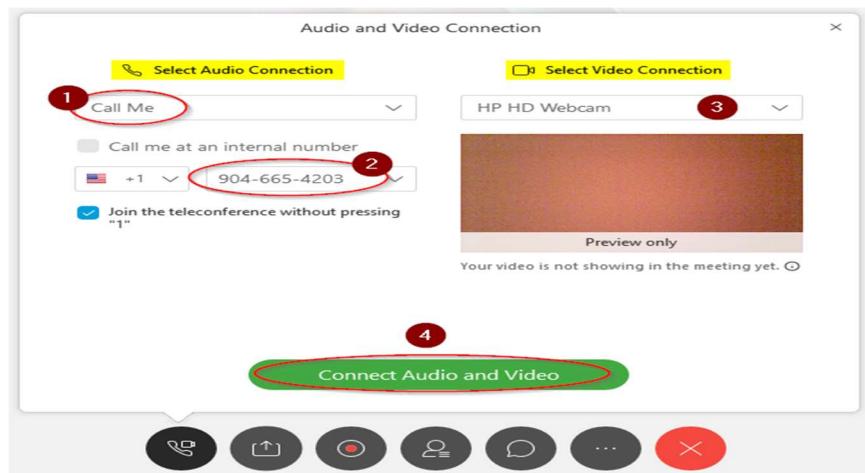 Audio and Video Connection
Select Audio Connection
Select Video Connection
1
Call Me
HP HD Webcam
3
Call me at an internal number
2
+1
904-665-4203
Join the teleconference without pressing
"1"
Preview only
Your video is not showing in the meeting yet.
4
Connect Audio and Video